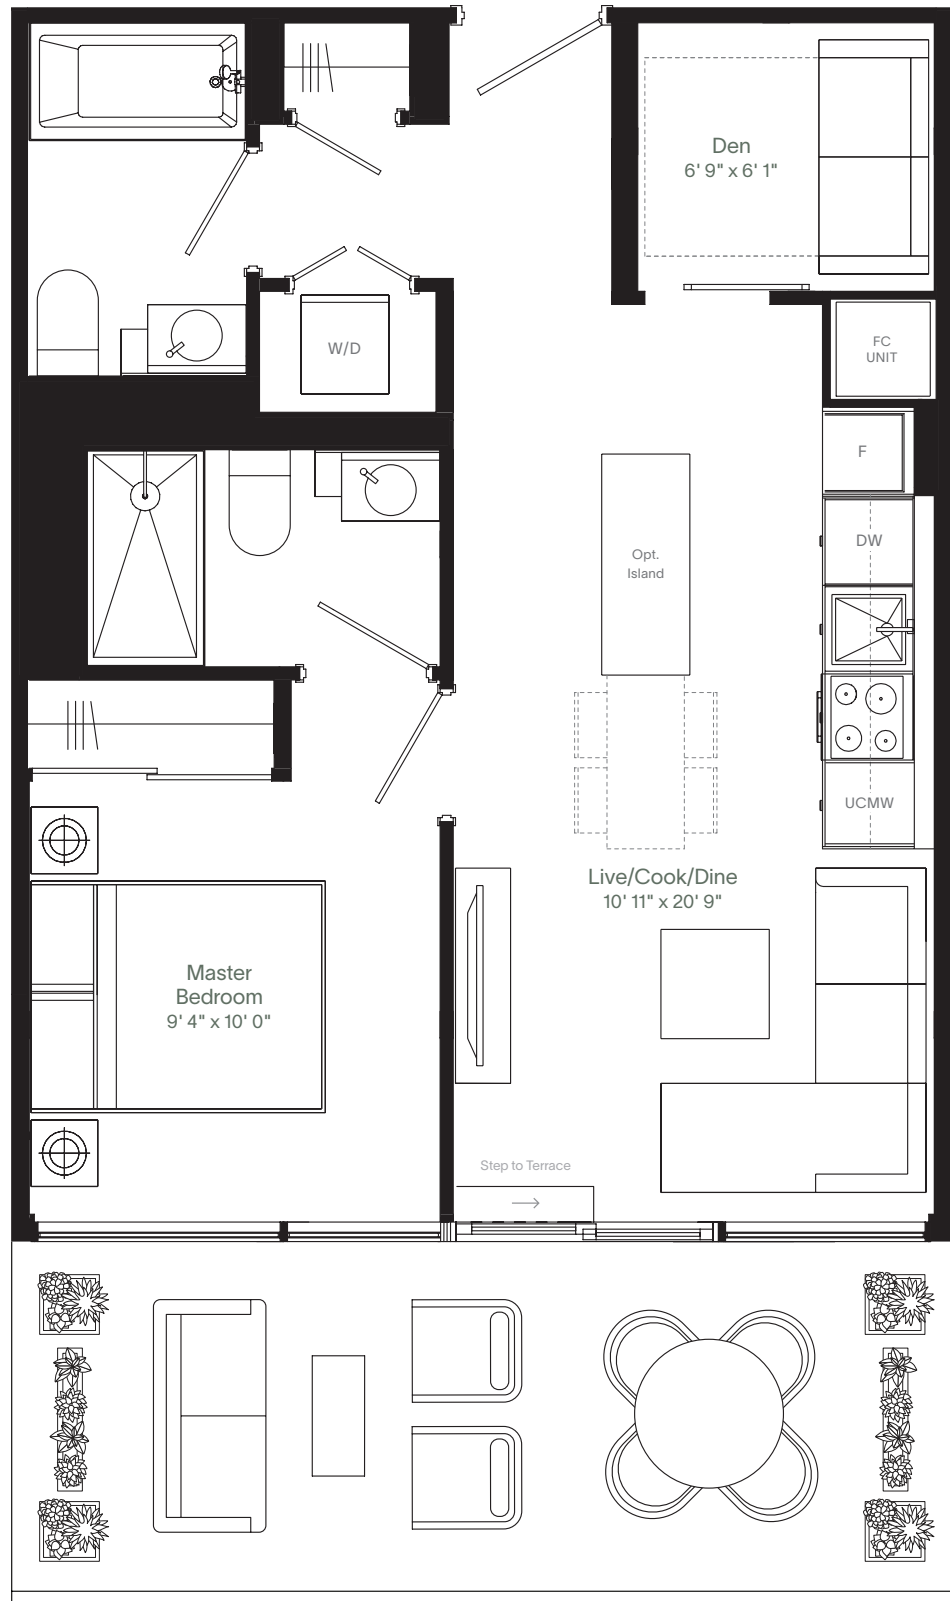 Den
6' 9" x 6' 1"
W/D
FC
UNIT
F
DW
Opt.
Island
UCMW
Live/Cook/Dine
10' 11" x 20' 9"
Master
Bedroom
9' 4" x 10' 0"
Step to Terrace